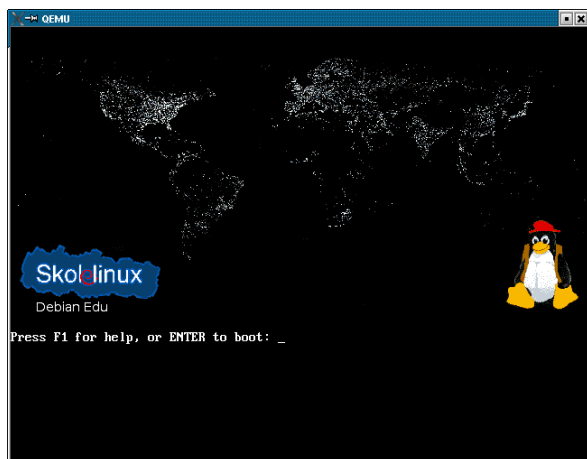 QEMU
Skolelinux
Debian Edu
Press F1 for help, or ENTER to boot: _